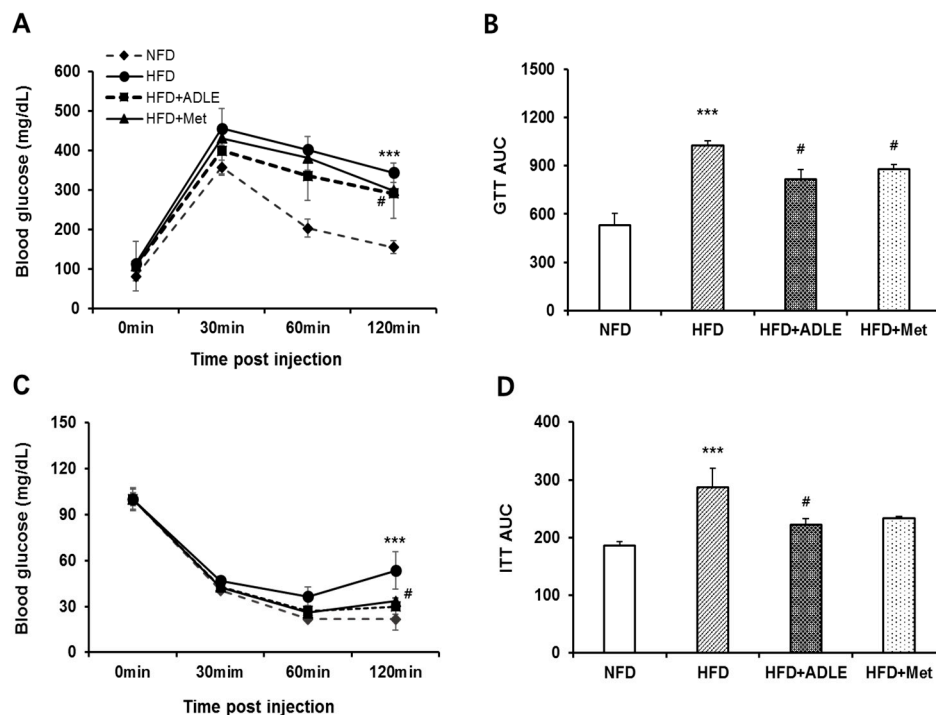 A
NFD
HFD
HFD+ADLE
HFD+Met
600
500
400
300
200
100
0
Blood glucose (mg/dL)
***
#
0min 30min 60min 120min
Time post injection
B
1500
1200
900
600
300
0
GTT AUC
***
#
#
NFD HFD HFD+ADLE HFD+Met
C
150
120
90
60
30
0
Blood glucose (mg/dL)
***
#
0min 30mim 60min 120min
Time post injection
D
400
300
200
100
0
ITT AUC
***
#
NFD HFD HFD+ADLE HFD+Met